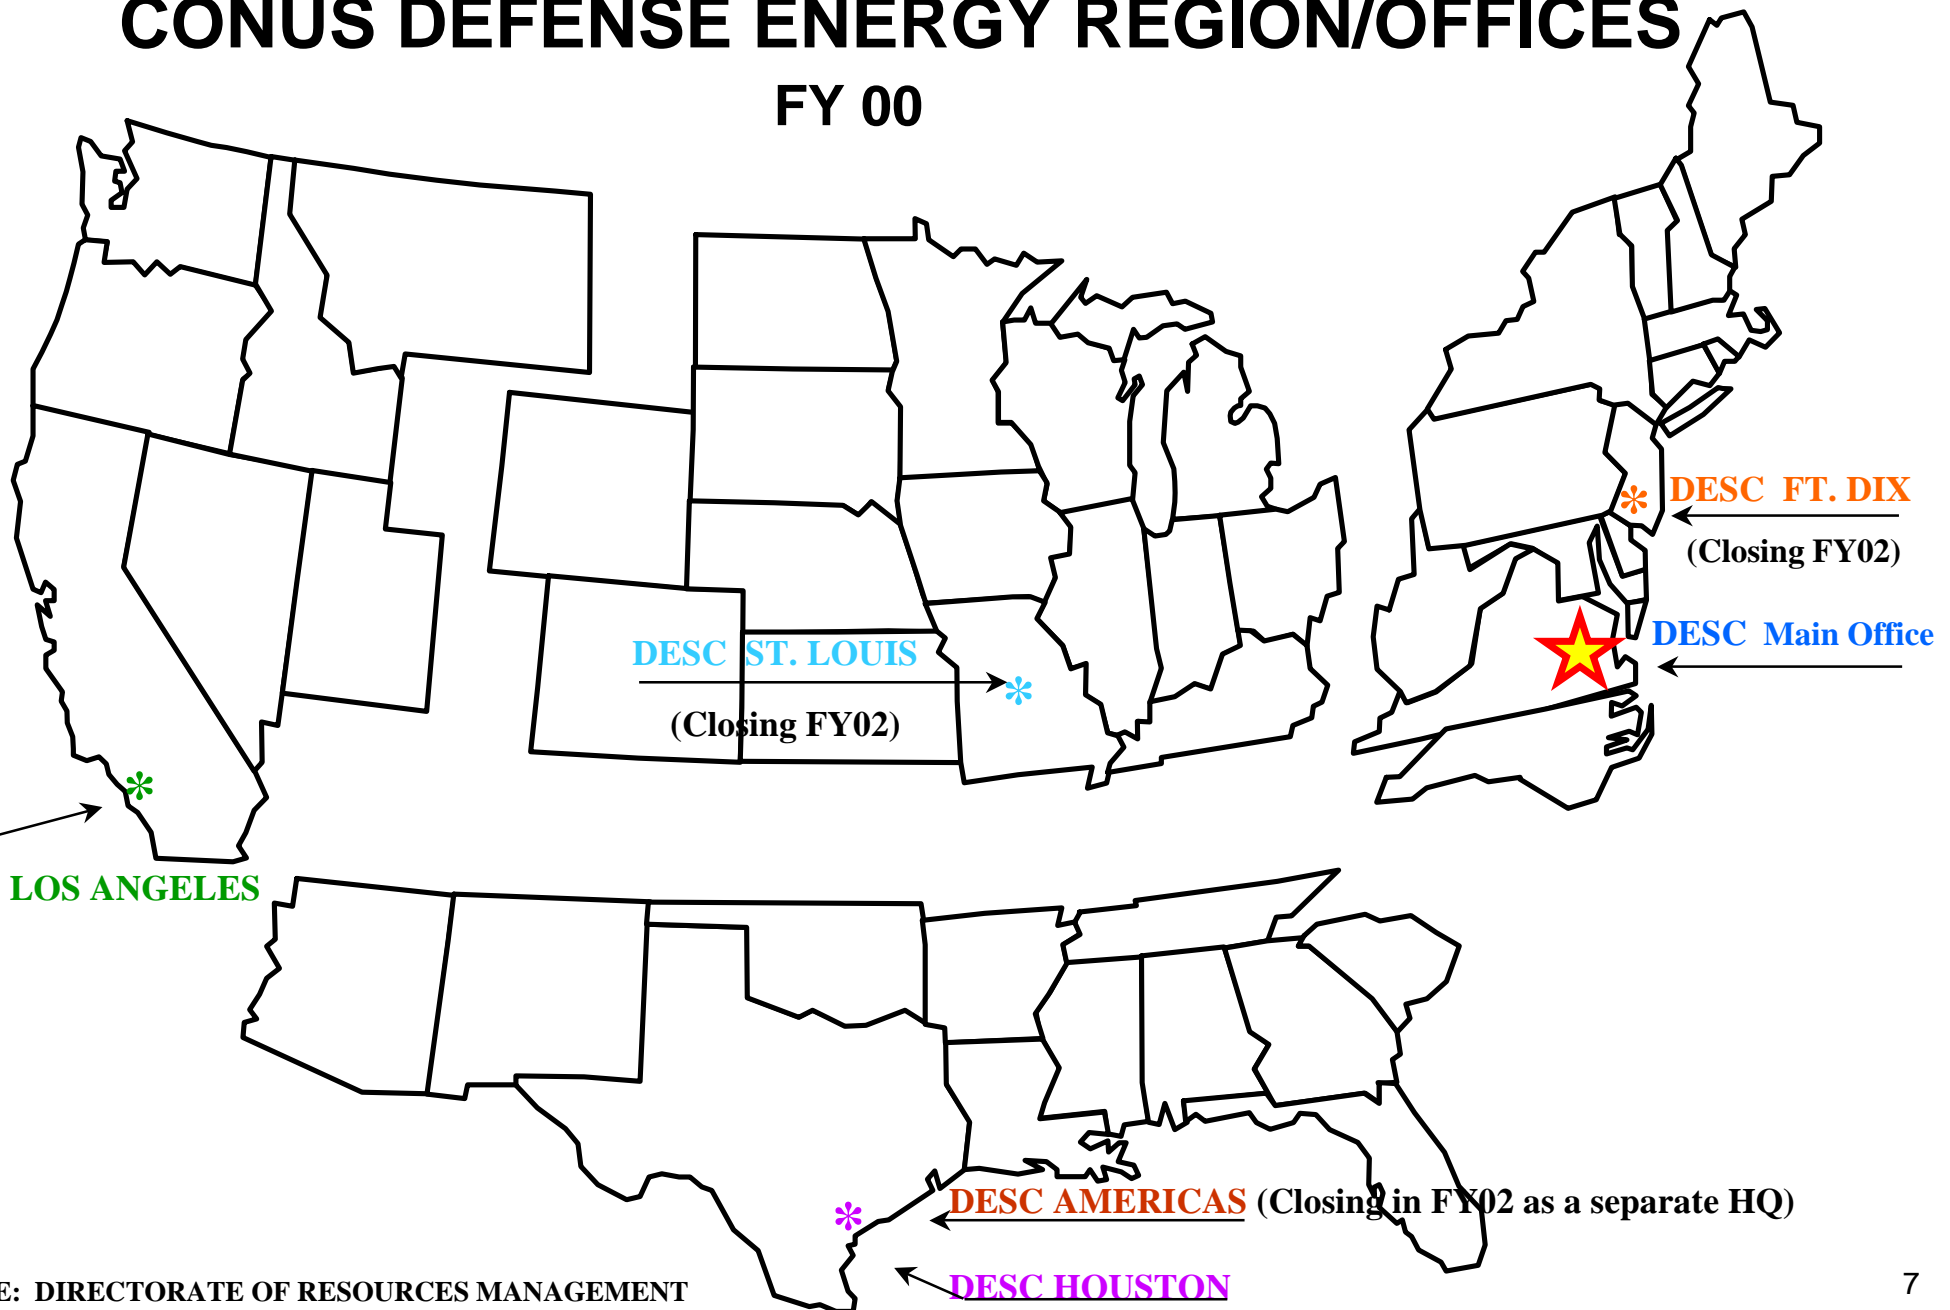 CONUS DEFENSE ENERGY REGION/OFFICES
FY 00
DESC FT. DIX
(Closing FY02)
DESC Main Office
DESC ST. LOUIS
(Closing FY02)
LOS ANGELES
DESC AMERICAS (Closing in FY02 as a separate HQ)
DESC HOUSTON
E: DIRECTORATE OF RESOURCES MANAGEMENT
7